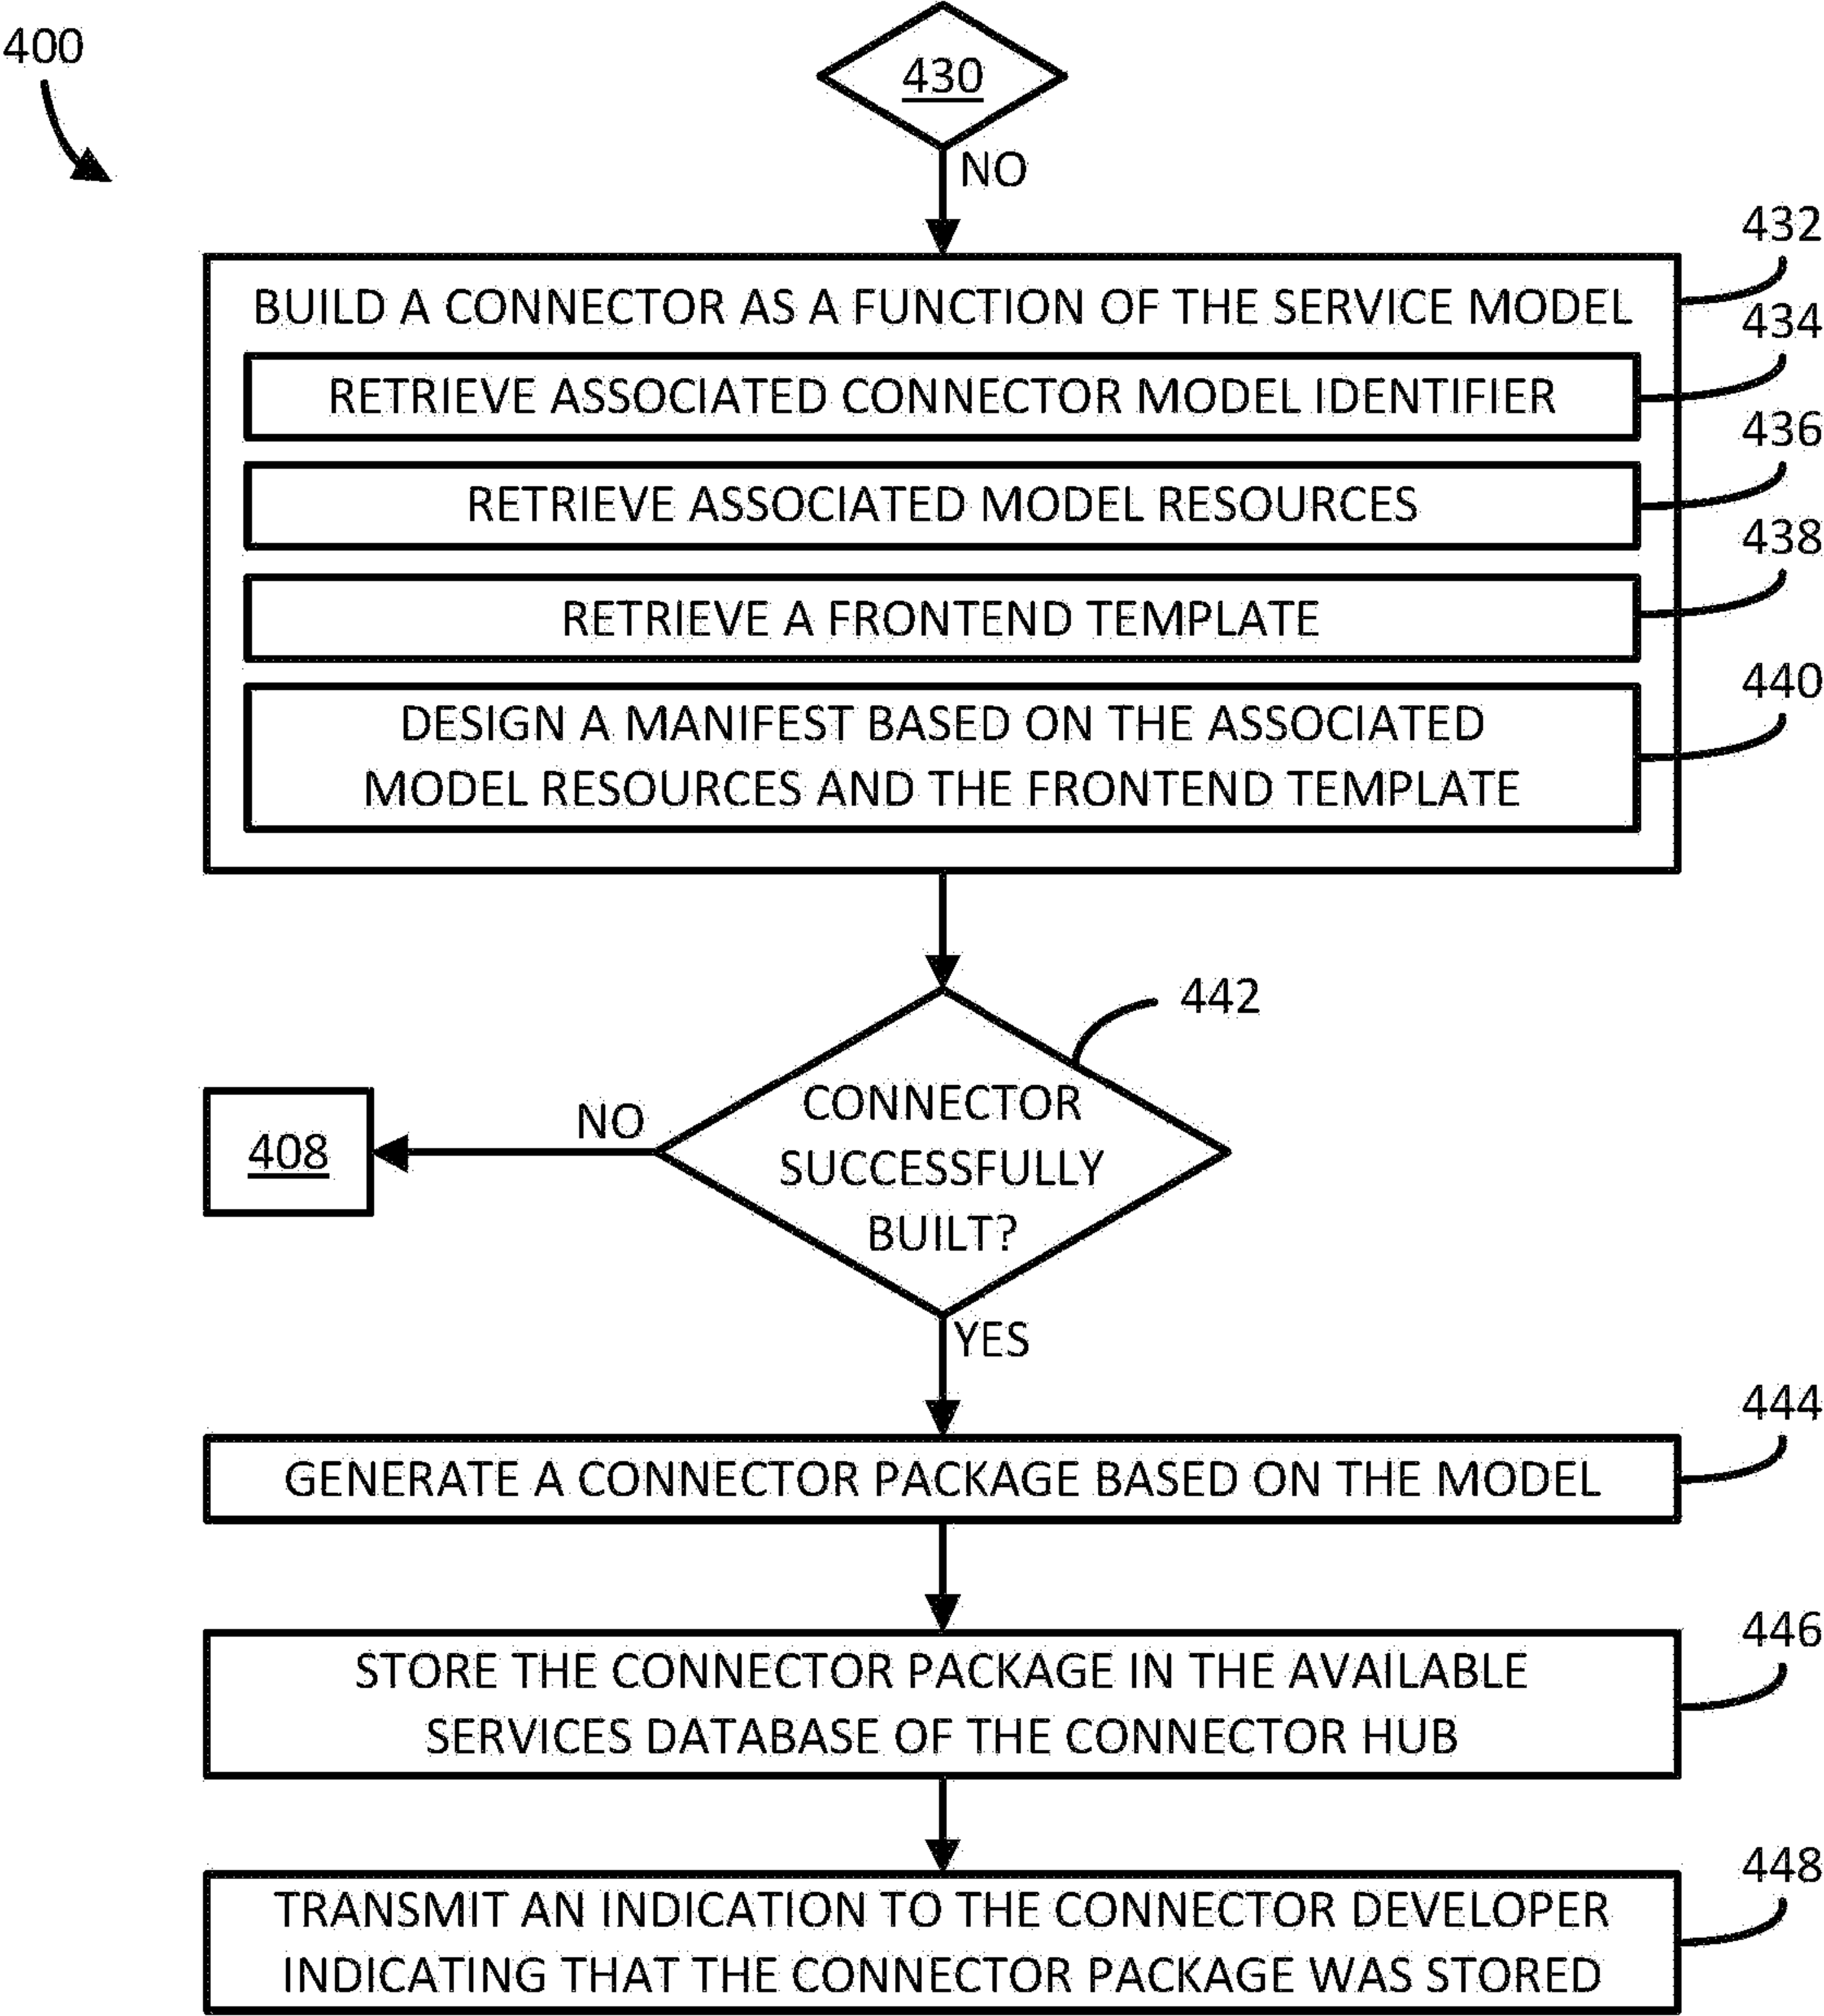 400
430
NO
432
BUILD A CONNECTOR AS A FUNCTION OF THE SERVICE MODEL
434
RETRIEVE ASSOCIATED CONNECTOR MODEL IDENTIFIER
436
RETRIEVE ASSOCIATED MODEL RESOURCES
438
RETRIEVE A FRONTEND TEMPLATE
440
DESIGN A MANIFEST BASED ON THE ASSOCIATED
MODEL RESOURCES AND THE FRONTEND TEMPLATE
442
CONNECTOR
SUCCESSFULLY
BUILT?
NO
408
YES
444
GENERATE A CONNECTOR PACKAGE BASED ON THE MODEL
446
STORE THE CONNECTOR PACKAGE IN THE AVAILABLE
SERVICES DATABASE OF THE CONNECTOR HUB
448
TRANSMIT AN INDICATION TO THE CONNECTOR DEVELOPER
INDICATING THAT THE CONNECTOR PACKAGE WAS STORED